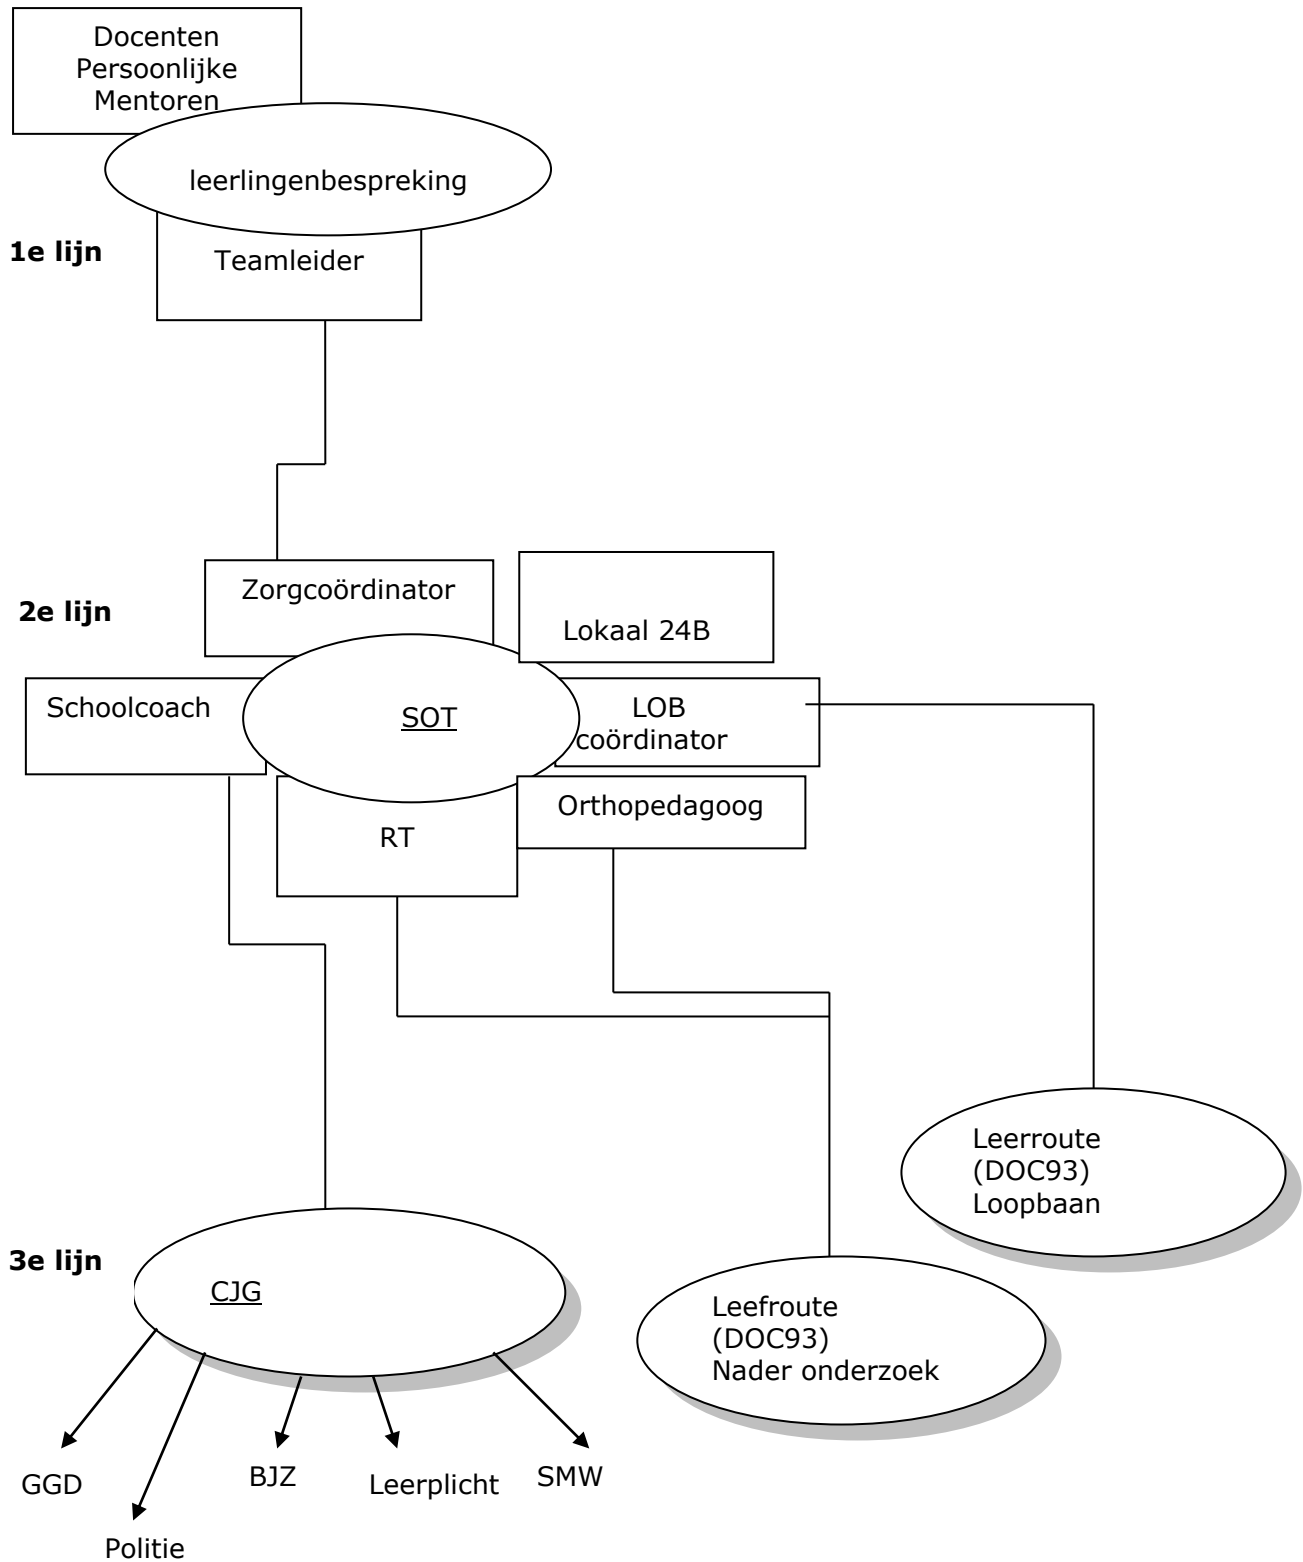 Docenten
Persoonlijke
Mentoren
leerlingenbespreking
1e lijn
Teamleider
Zorgcoördinator
2e lijn
Lokaal 24B
Schoolcoach
SOT
LOB
coördinator
Orthopedagoog
RT
Leerroute
(DOC93)
Loopbaan
3e lijn
CJG
Leefroute
(DOC93)
Nader onderzoek
GGD
BJZ
Leerplicht
SMW
Politie